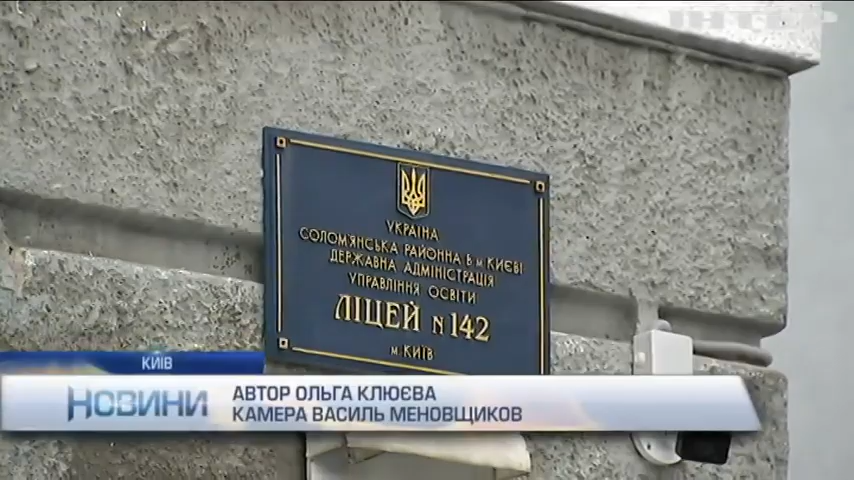 ІНТЕР
УКРАЇНА
СОЛОМ'ЯНСЬКА РАЙОННА В М. КИЄВІ
ДЕРЖАВНА АДМІНІСТРАЦІЯ
УПРАВЛІННЯ ОСВІТИ
ЛІЦЕЙ N 142
м. КИЇВ
КИЇВ
НОВИНИ
АВТОР ОЛЬГА КЛЮЄВА
КАМЕРА ВАСИЛЬ МЕНОВЩИКОВ